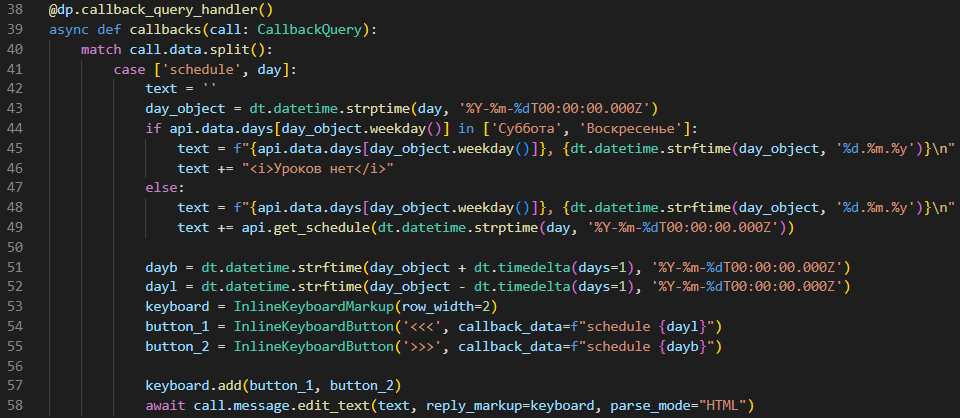 38 @dp.callback_query_handler()
39 async def callbacks(call: CallbackQuery):
40     match call.data.split():
41         case ['schedule', day]:
42             text = ''
43             day_object = dt.datetime.strptime(day, '%Y-%m-%dT00:00:00.000Z')
44             if api.data.days[day_object.weekday()] in ['Суббота', 'Воскресенье']:
45                 text = f"{api.data.days[day_object.weekday()]}, {dt.datetime.strftime(day_object, '%d.%m.%y')}\n"
46                 text += "<i>Уроков нет</i>"
47             else:
48                 text = f"{api.data.days[day_object.weekday()]}, {dt.datetime.strftime(day_object, '%d.%m.%y')}\n"
49                 text += api.get_schedule(dt.datetime.strptime(day, '%Y-%m-%dT00:00:00.000Z'))
50
51             dayb = dt.datetime.strftime(day_object + dt.timedelta(days=1), '%Y-%m-%dT00:00:00.000Z')
52             dayl = dt.datetime.strftime(day_object - dt.timedelta(days=1), '%Y-%m-%dT00:00:00.000Z')
53             keyboard = InlineKeyboardMarkup(row_width=2)
54             button_1 = InlineKeyboardButton('<<<', callback_data=f"schedule {dayl}")
55             button_2 = InlineKeyboardButton('>>>', callback_data=f"schedule {dayb}")
56
57             keyboard.add(button_1, button_2)
58             await call.message.edit_text(text, reply_markup=keyboard, parse_mode="HTML")